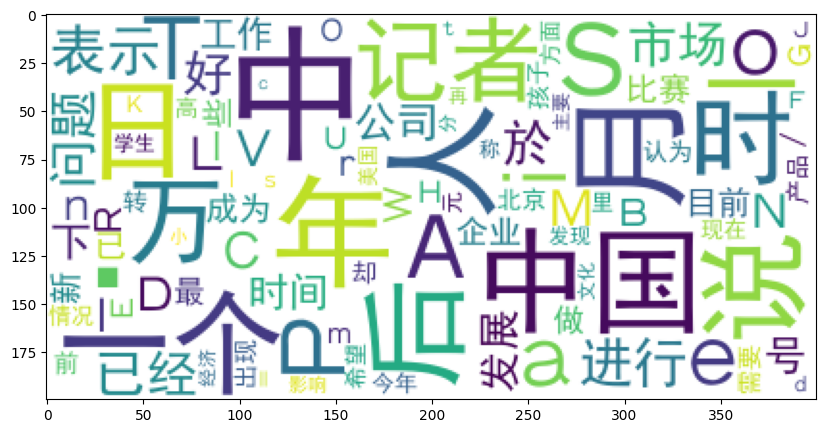 0
25
50
75
100
125
150
175
0
50
100
150
200
250
300
350
表示
T
工作
O
记者
t
S
方面
孩子
市场
J
G
lo
好
中
c
再
比赛
日
K
高
些
学生
问题
L
I
V
U
公司
分
r
美国
人
称
於
主要
月
认为
时
F
产品
/
n
下
R
转
万
成为
l
s
年
W
H
元
i
北京
M
里
B
目前
N
已
小
C
却
A
企业
发现
现在
新
E
D
最
时间
后
中国
文化
说
情况
一个
P
m
发展
做
号
前
已经
经济
出现
II
影响
希望
今年
a
进行
e
需要
d